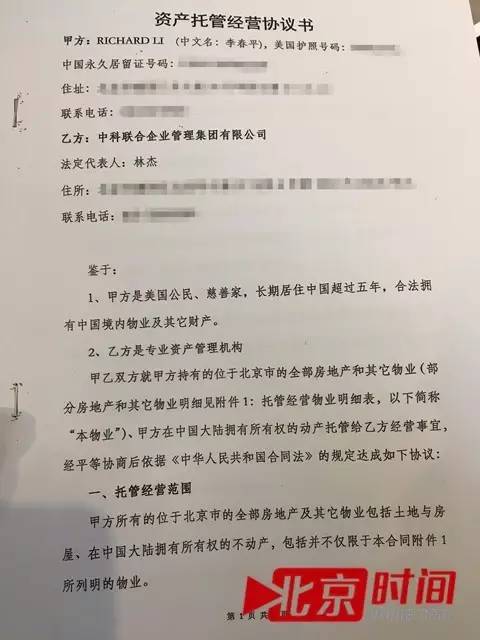 资产托管经营协议书
甲方：RICHARD LI（中文名：李春平），美国护照号码：
中国永久居留证号码：
住址：
联系电话：
乙方：中科联合企业管理集团有限公司
法定代表人：林杰
住所：
联系电话：
鉴于：
1、甲方是美国公民、慈善家，长期居住中国超过五年，合法拥
有中国境内物业及其它财产。
2、乙方是专业资产管理机构
甲乙双方就甲方持有的位于北京市的全部房地产和其它物业（部
分房地产和其它物业明细见附件1：托管经营物业明细表，以下简称
“本物业”）、甲方在中国大陆拥有所有权的动产托管给乙方经营事宜，
经平等协商后依据《中华人民共和国合同法》的规定达成如下协议：
一、托管经营范围
甲方所有的位于北京市的全部房地产及其它物业包括土地与房
屋、在中国大陆拥有所有权的不动产，包括并不仅限于本合同附件1
所列明的物业。
北京时间
第 1 页 共